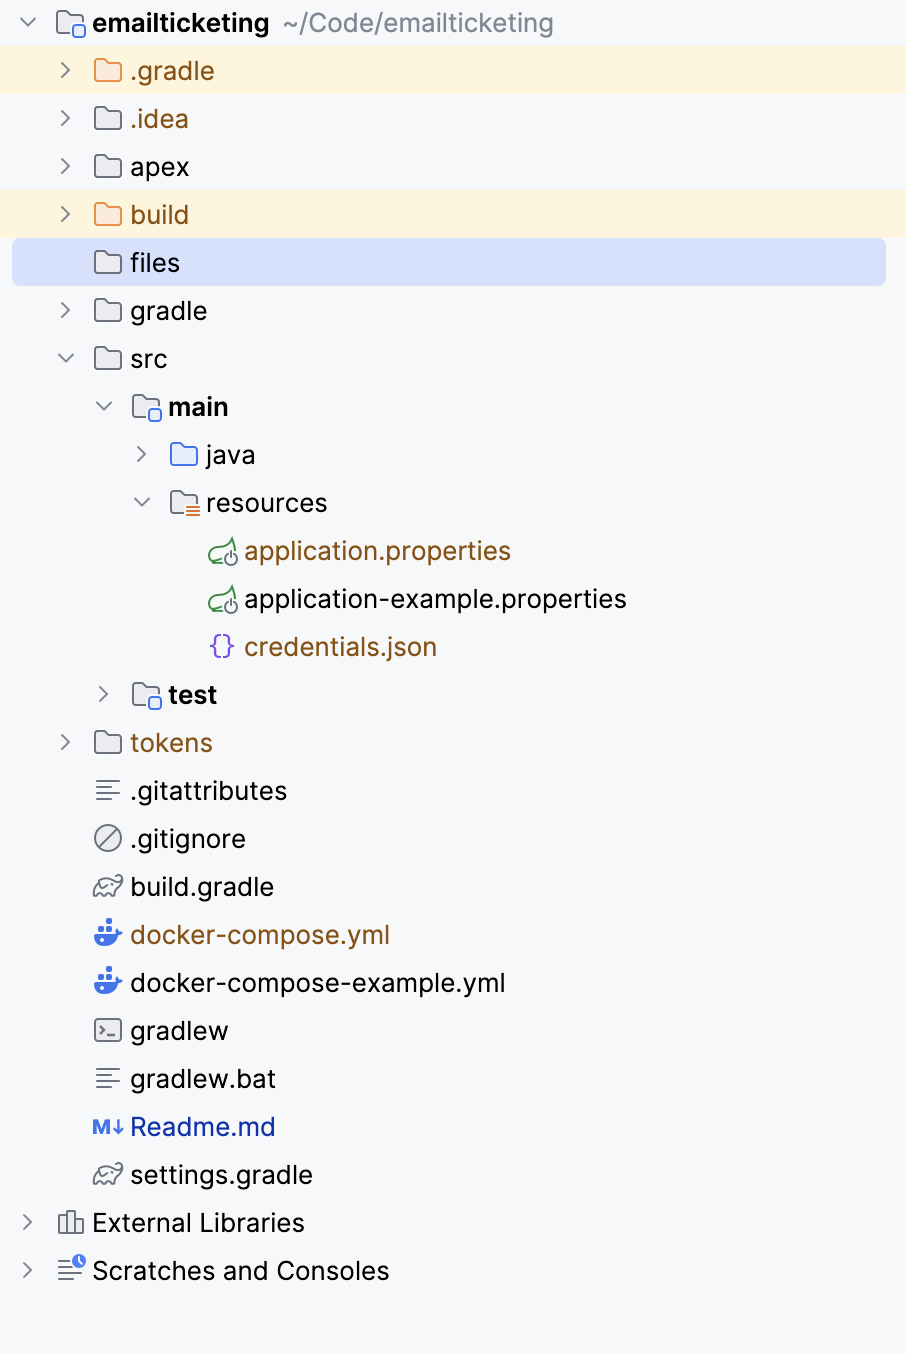 emailticketing ~/Code/emailticketing
.gradle
.idea
apex
build
files
gradle
src
main
java
resources
application.properties
application-example.properties
{} credentials.json
test
tokens
.gitattributes
.gitignore
build.gradle
docker-compose.yml
docker-compose-example.yml
gradlew
gradlew.bat
M↓ Readme.md
settings.gradle
External Libraries
Scratches and Consoles